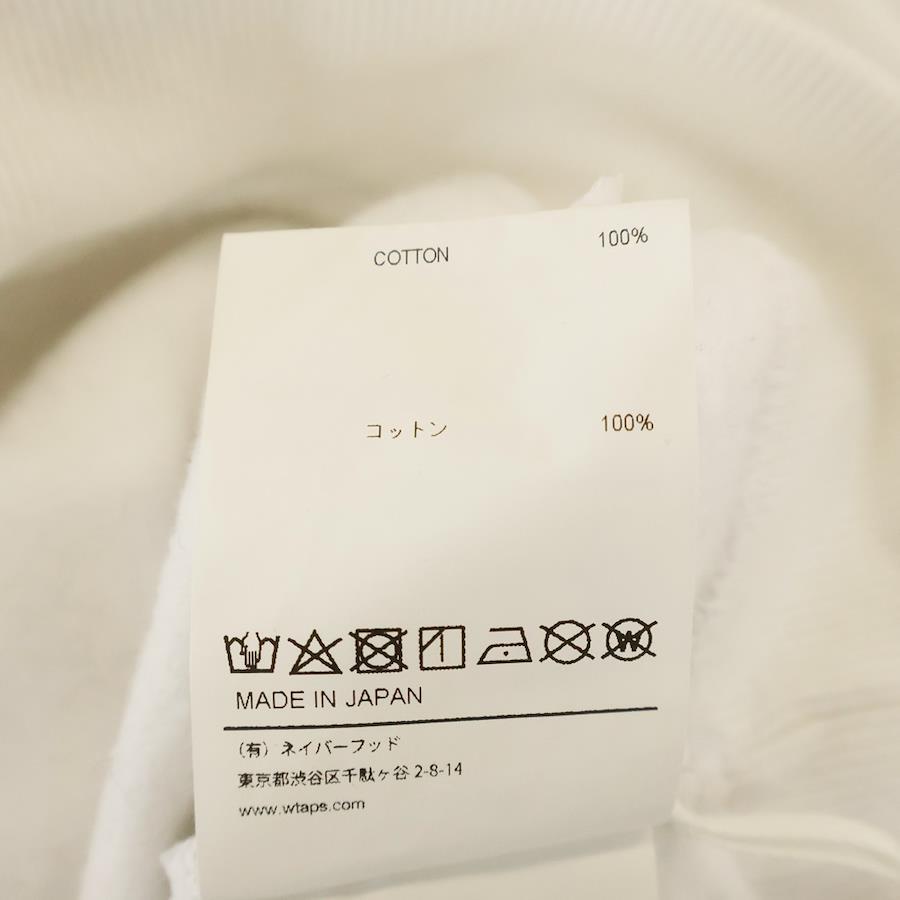 COTTON 100%
コットン 100%
W
MADE IN JAPAN
(有) ネイバーフッド
東京都渋谷区千駄ヶ谷 2-8-14
www.wtaps.com